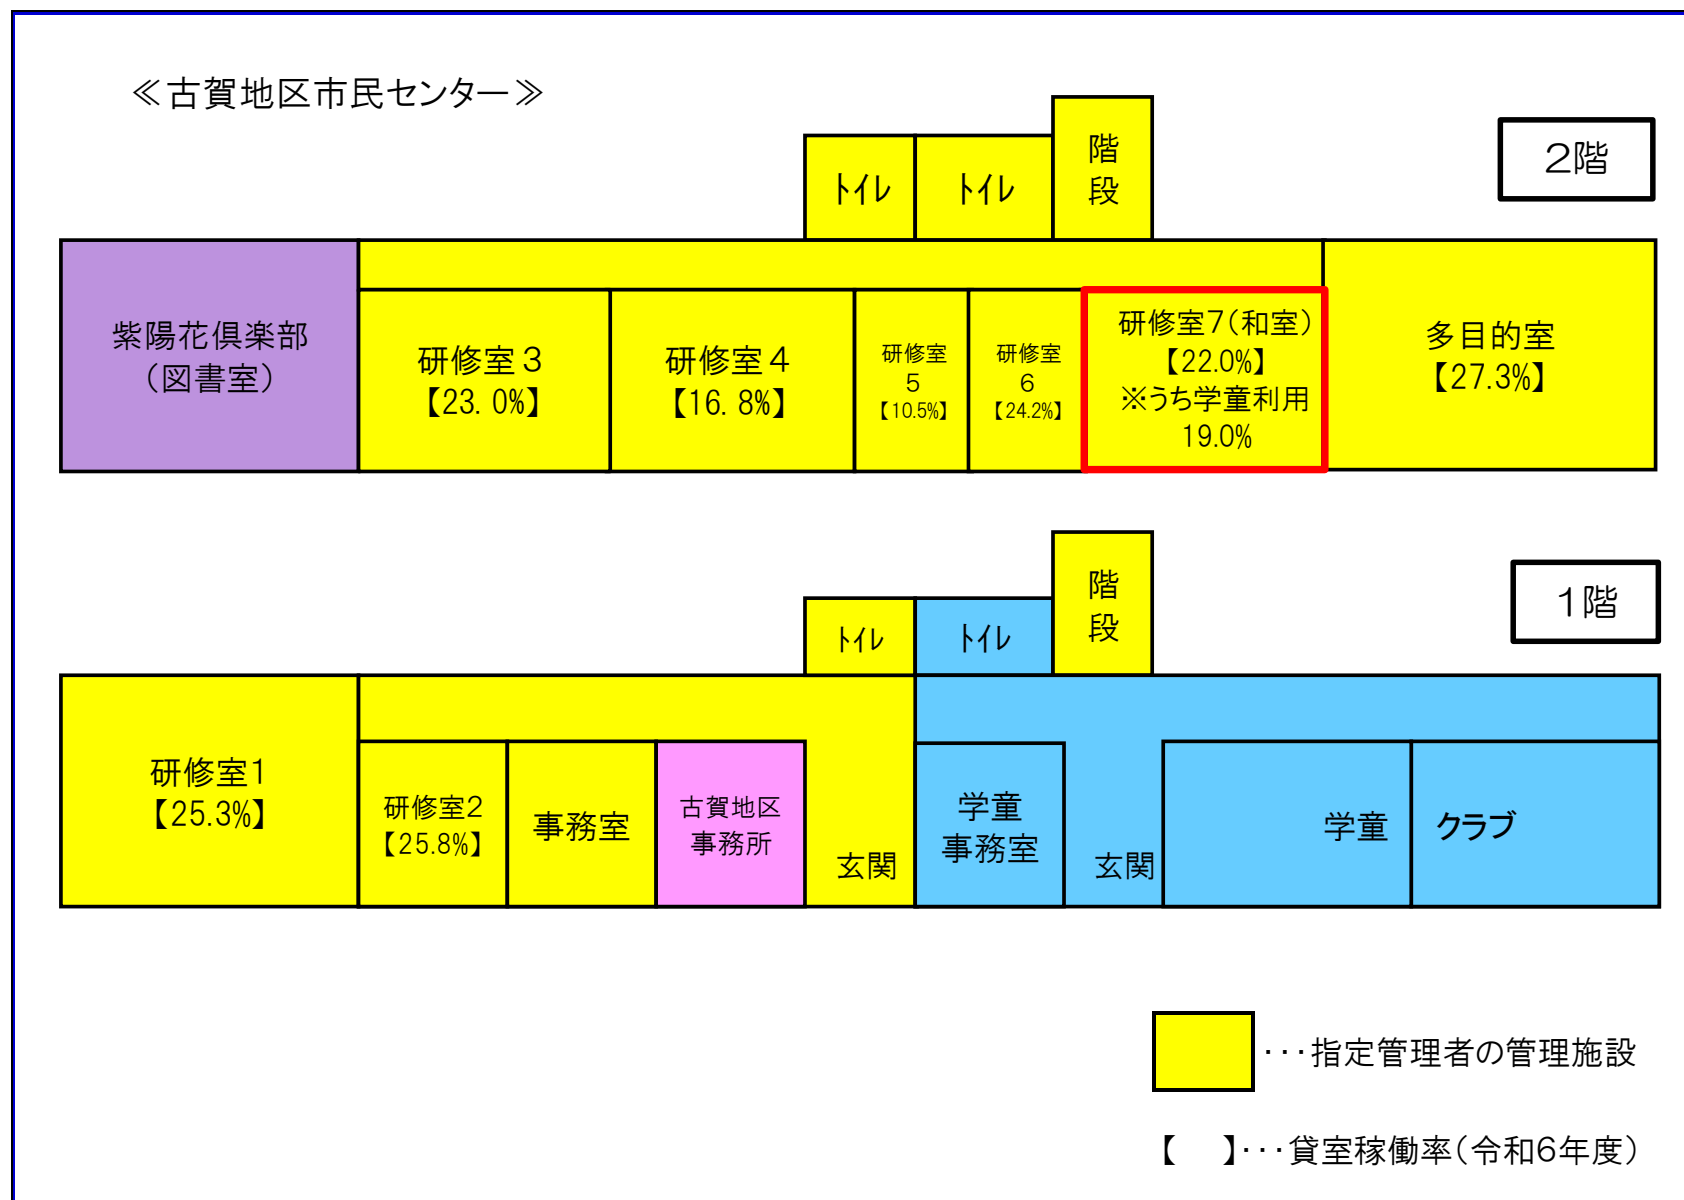 ≪古賀地区市民センター≫
2階
トイレ
トイレ
階
段
紫陽花倶楽部
（図書室）
研修室３
【23.0%】
研修室４
【16.8%】
研修室
5
【10.5%】
研修室
6
【24.2%】
研修室7（和室）
【22.0%】
※うち学童利用
19.0%
多目的室
【27.3%】
1階
トイレ
トイレ
階
段
研修室1
【25.3%】
研修室2
【25.8%】
事務室
古賀地区
事務所
玄関
学童
事務室
玄関
学童
クラブ
・・・指定管理者の管理施設
【　】・・・貸室稼働率（令和6年度）